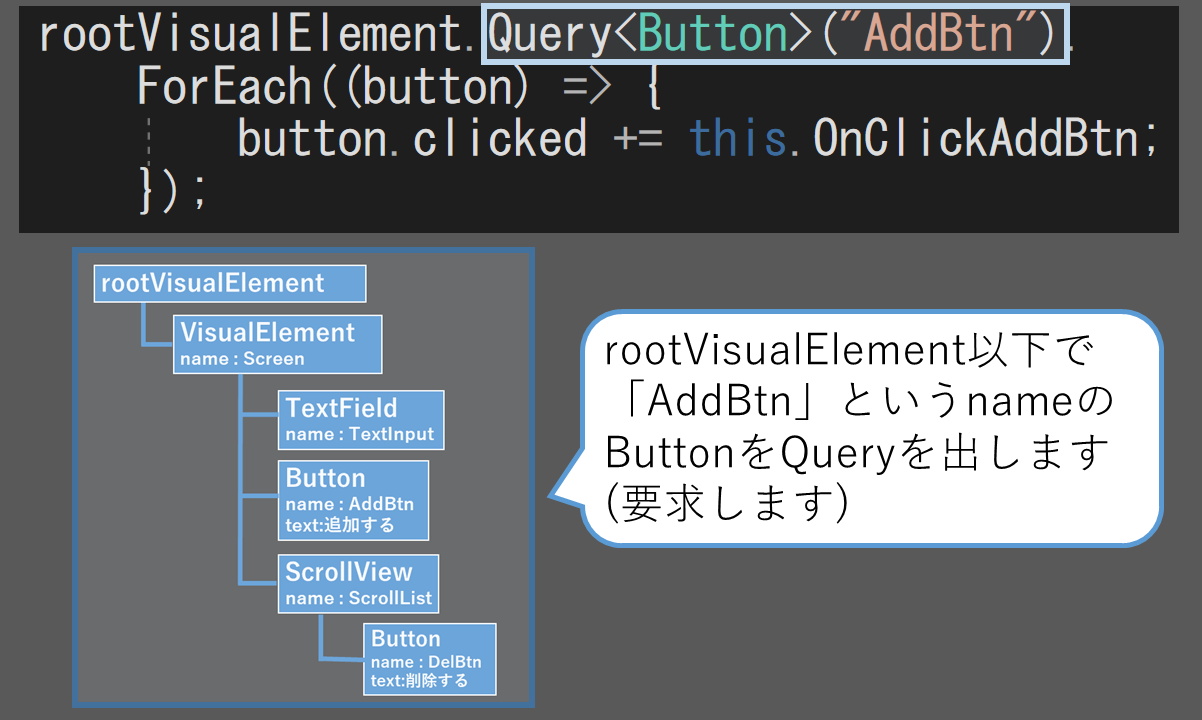 rootVisualElement.Query<Button>("AddBtn").
ForEach((button) => {
button.clicked += this.OnClickAddBtn;
});
rootVisualElement
VisualElement
name : Screen
TextField
name : TextInput
Button
name : AddBtn
text:追加する
ScrollView
name : ScrollList
Button
name : DelBtn
text:削除する
rootVisualElement以下で
「AddBtn」というnameの
ButtonをQueryを出します
(要求します)